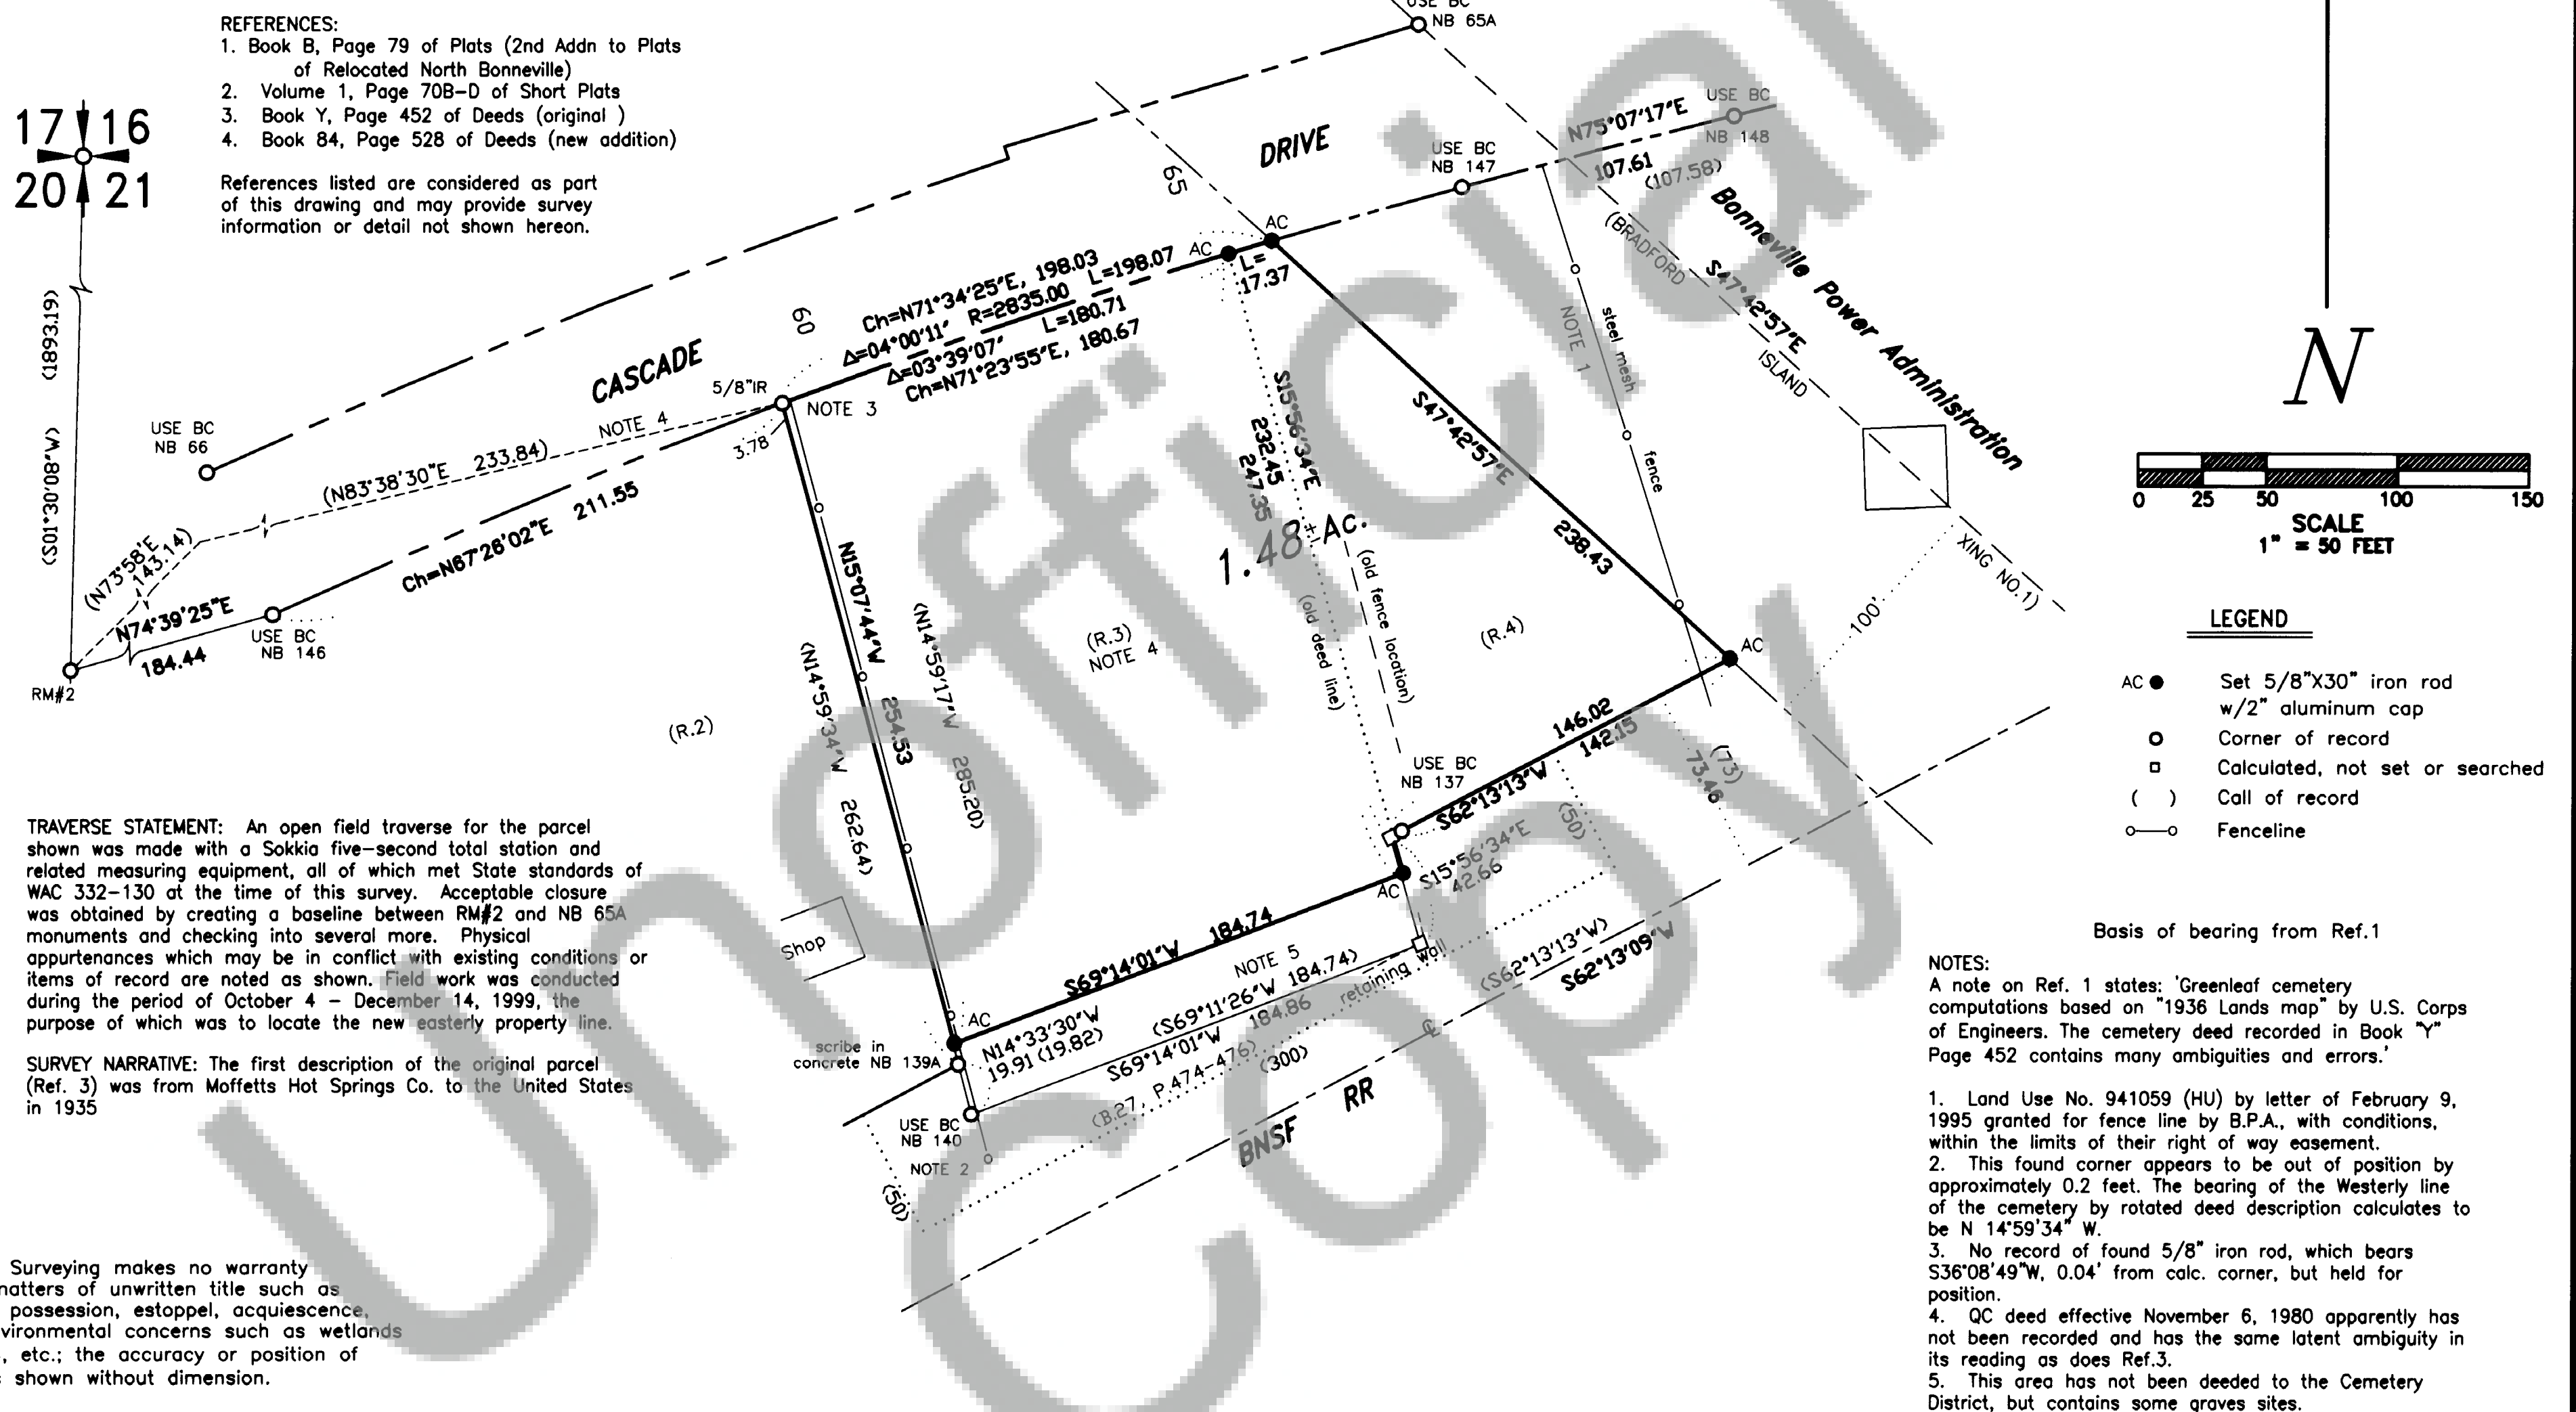 REFERENCES:
1. Book B, Page 79 of Plats (2nd Addn to Plats
of Relocated North Bonneville)
2. Volume 1, Page 70B-D of Short Plats
3. Book Y, Page 452 of Deeds (original )
4. Book 84, Page 528 of Deeds (new addition)
References listed are considered as part
of this drawing and may provide survey
information or detail not shown hereon.
17 16
20 21
(1893.19)
(S01°30'08"W)
USE BC
NB 65A
USE BC
NB 66
USE BC
NB 147
USE BC
NB 148
N75°07'17"E
107.61
(107.58)
DRIVE
CASCADE
65
60
AC
AC
L=
17.37
Ch=N71°34'25"E, 198.03
Δ=04°00'11" R=2835.00 L=198.07
Δ=03°39'07" L=180.71
Ch=N71°23'55"E, 180.67
5/8"IR
NOTE 3
NOTE 4
3.78
(N83°38'30"E 233.84)
(N73°58'E
143.14)
Ch=N67°26'02"E 211.55
N74°39'25"E
184.44
USE BC
NB 146
RM#2
Bonneville Power Administration
(BRADFORD
ISLAND
XING NO.1)
S47°42'57"E
NOTE 1
steel mesh
fence
S47°42'57"E
238.43
S15°56'34"E
232.45
247.35
1.48± Ac.
(old deed line)
(old fence location)
N15°07'44"W 254.53
(N14°59'17"W 285.20)
(N14°59'34"W 262.64)
(R.2)
(R.3)
NOTE 4
(R.4)
100'
AC
146.02
142.15
S62°13'13"W
USE BC
NB 137
(73)
73.46
(50)
S15°56'34"E
42.66
AC
Shop
S69°14'01"W 184.74
NOTE 5
(S69°11'26"W 184.74)
S69°14'01"W 184.86
retaining wall
(S62°13'13"W)
S62°13'09"W
AC
N14°33'30"W
19.91 (19.82)
scribe in
concrete NB 139A
(B.27, P.474-476)
(300)
USE BC
NB 140
NOTE 2
(50)
BNSF RR
N
0 25 50 100 150
SCALE
1" = 50 FEET
LEGEND
AC Set 5/8"X30" iron rod
w/2" aluminum cap
Corner of record
Calculated, not set or searched
( ) Call of record
Fenceline
Basis of bearing from Ref.1
TRAVERSE STATEMENT: An open field traverse for the parcel
shown was made with a Sokkia five-second total station and
related measuring equipment, all of which met State standards of
WAC 332-130 at the time of this survey. Acceptable closure
was obtained by creating a baseline between RM#2 and NB 65A
monuments and checking into several more. Physical
appurtenances which may be in conflict with existing conditions or
items of record are noted as shown. Field work was conducted
during the period of October 4 - December 14, 1999, the
purpose of which was to locate the new easterly property line.
SURVEY NARRATIVE: The first description of the original parcel
(Ref. 3) was from Moffetts Hot Springs Co. to the United States
in 1935
Surveying makes no warranty
matters of unwritten title such as
possession, estoppel, acquiescence,
vironmental concerns such as wetlands
, etc.; the accuracy or position of
shown without dimension.
NOTES:
A note on Ref. 1 states: 'Greenleaf cemetery
computations based on "1936 Lands map" by U.S. Corps
of Engineers. The cemetery deed recorded in Book "Y"
Page 452 contains many ambiguities and errors.'
1. Land Use No. 941059 (HU) by letter of February 9,
1995 granted for fence line by B.P.A., with conditions,
within the limits of their right of way easement.
2. This found corner appears to be out of position by
approximately 0.2 feet. The bearing of the Westerly line
of the cemetery by rotated deed description calculates to
be N 14°59'34" W.
3. No record of found 5/8" iron rod, which bears
S36°08'49"W, 0.04' from calc. corner, but held for
position.
4. QC deed effective November 6, 1980 apparently has
not been recorded and has the same latent ambiguity in
its reading as does Ref.3.
5. This area has not been deeded to the Cemetery
District, but contains some graves sites.
Unofficial
Copy